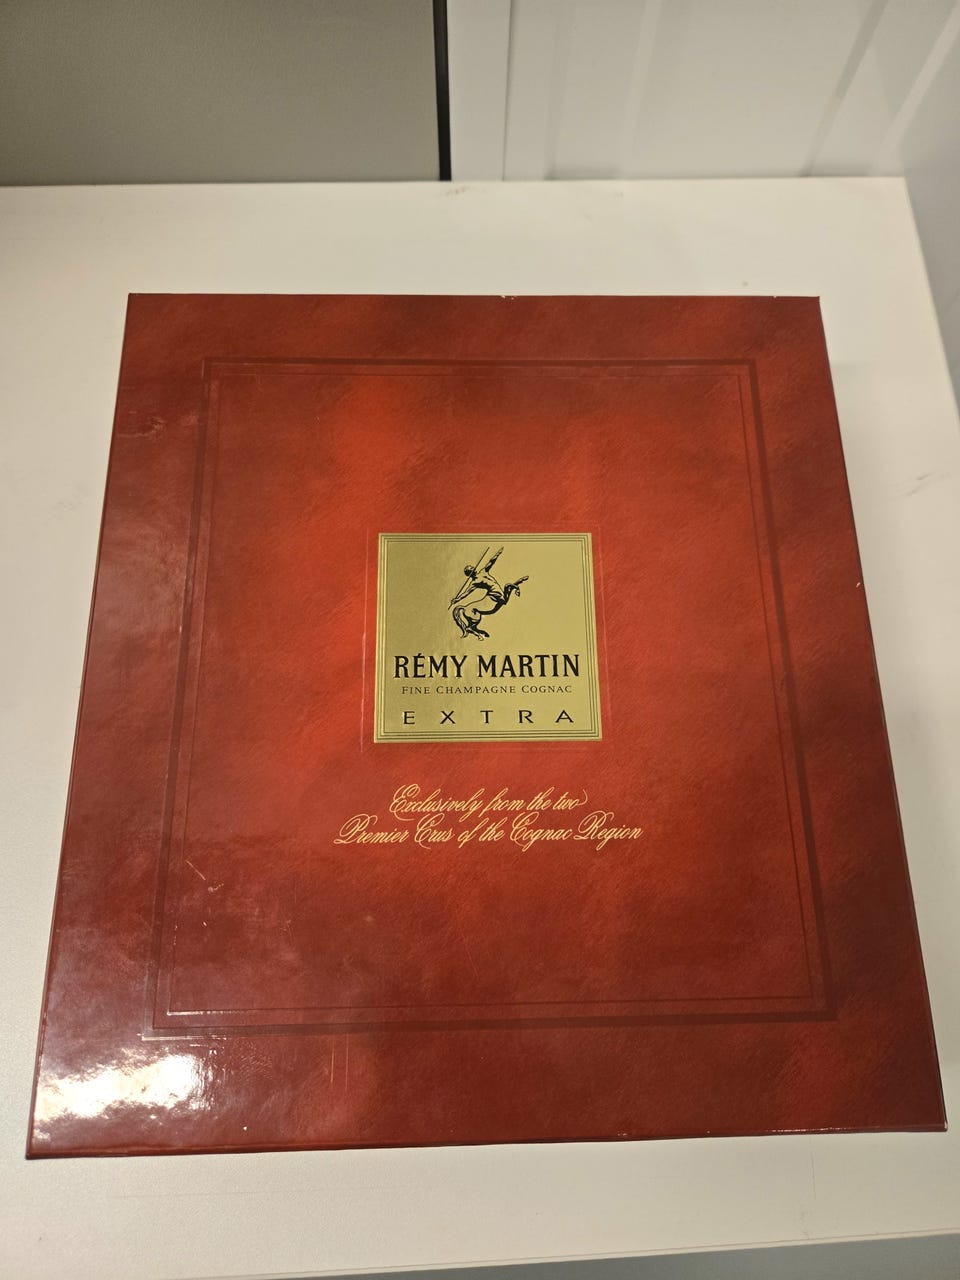 RÉMY MARTIN
FINE CHAMPAGNE COGNAC
EXTRA
Exclusively from the two
Premier Crus of the Cognac Region